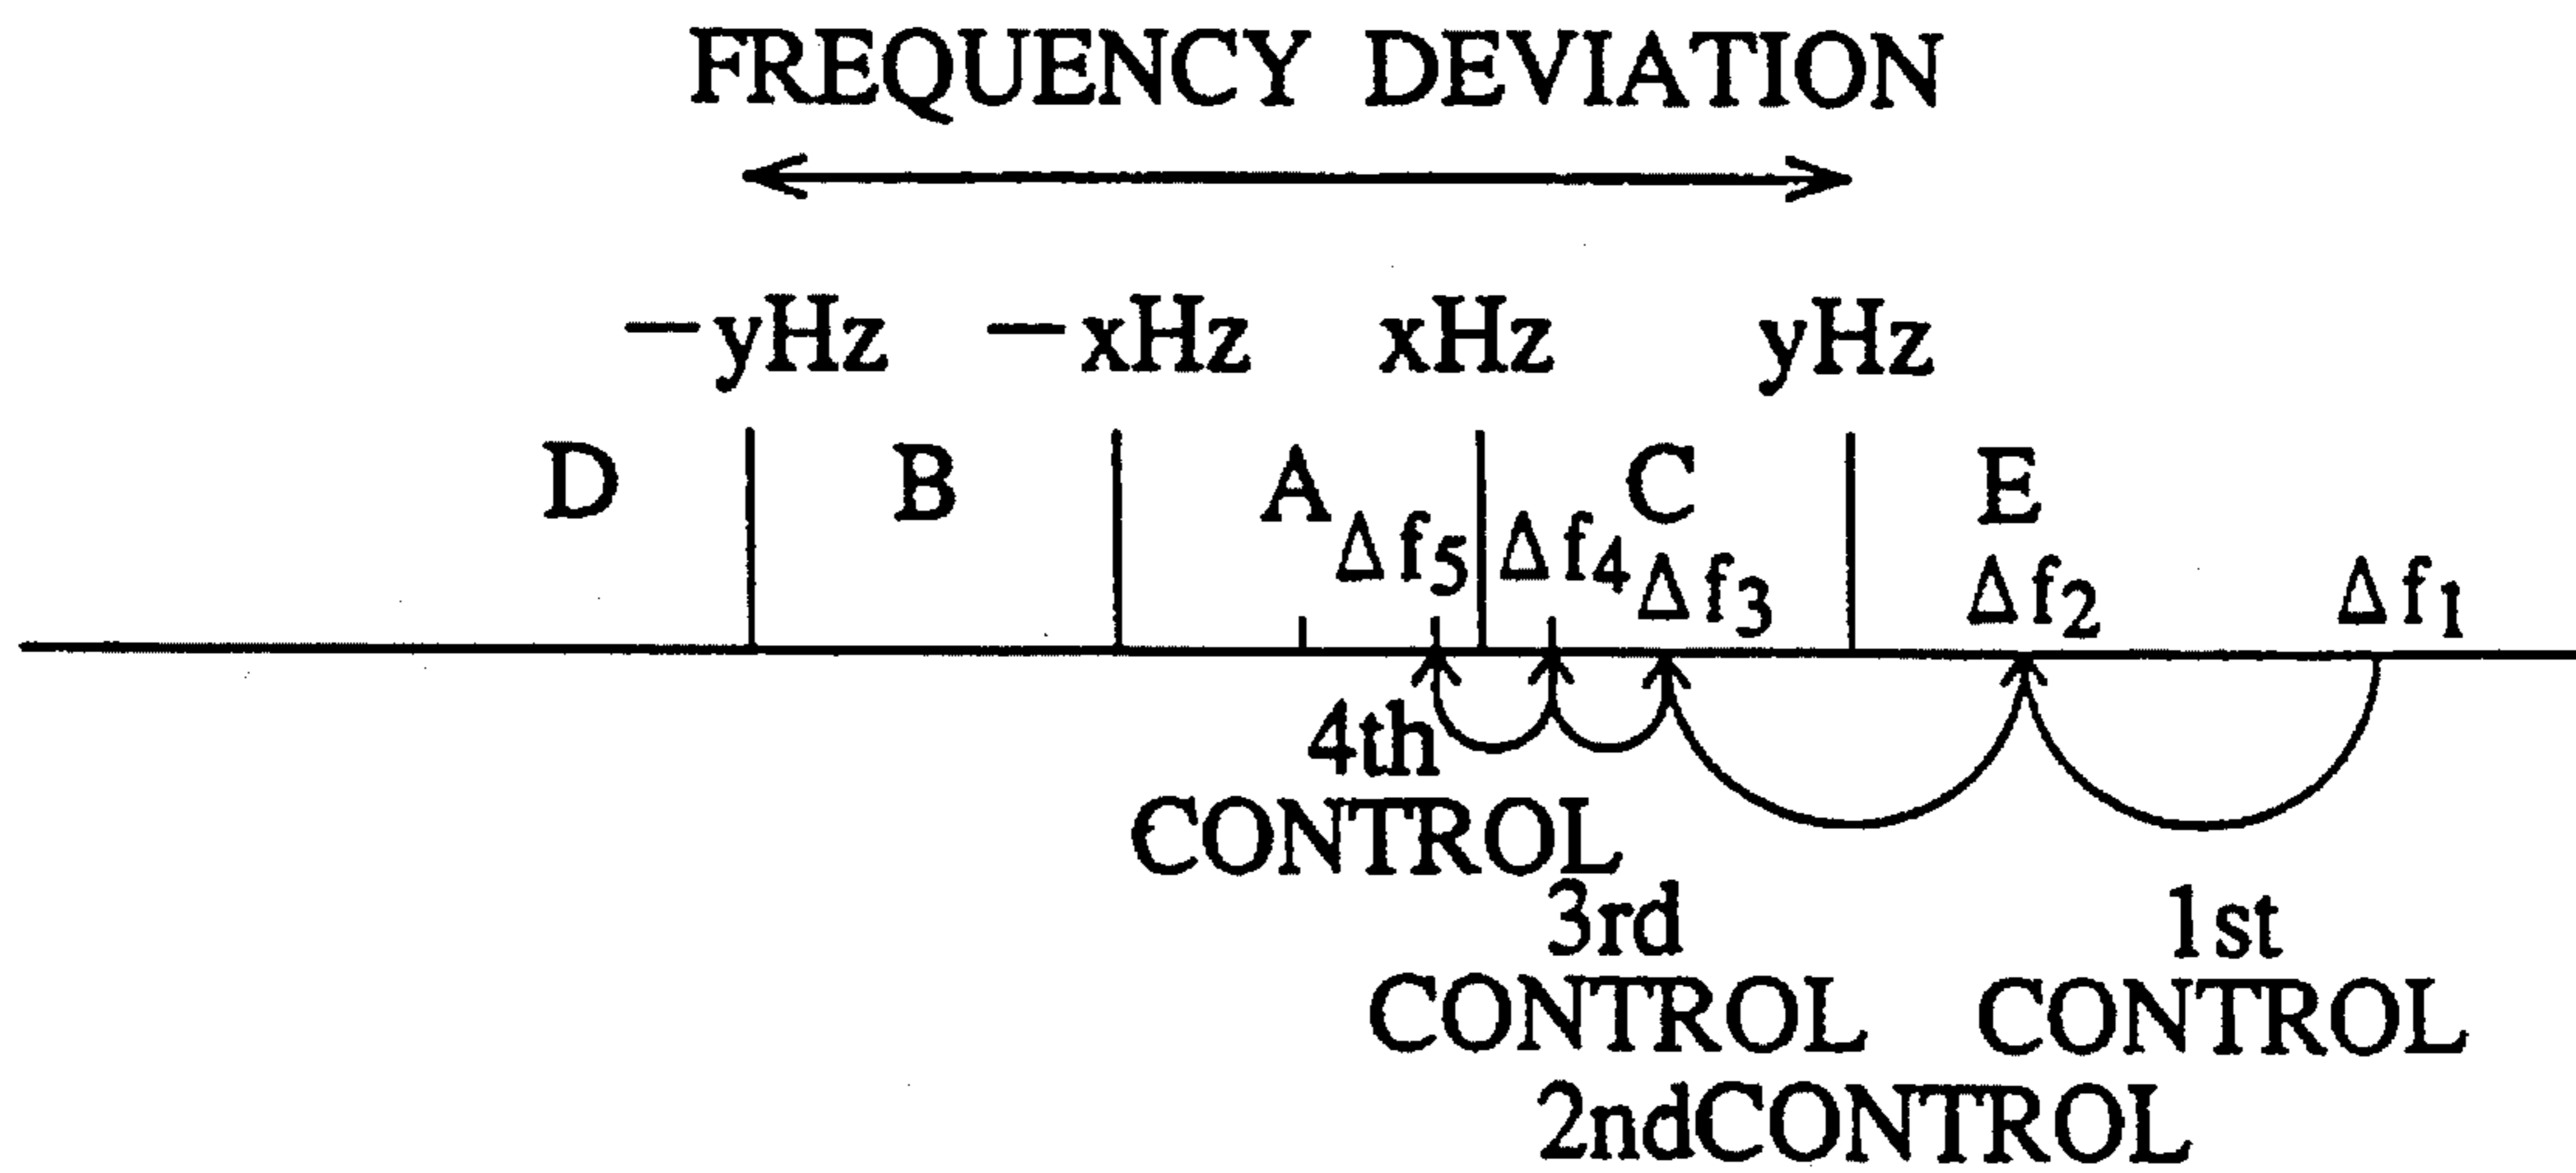 FREQUENCY DEVIATION
—yHz —xHz xHz yHz
D B A C E
Δf5 Δf4 Δf3 Δf2 Δf1
4th
CONTROL
3rd 1st
CONTROL CONTROL
2ndCONTROL